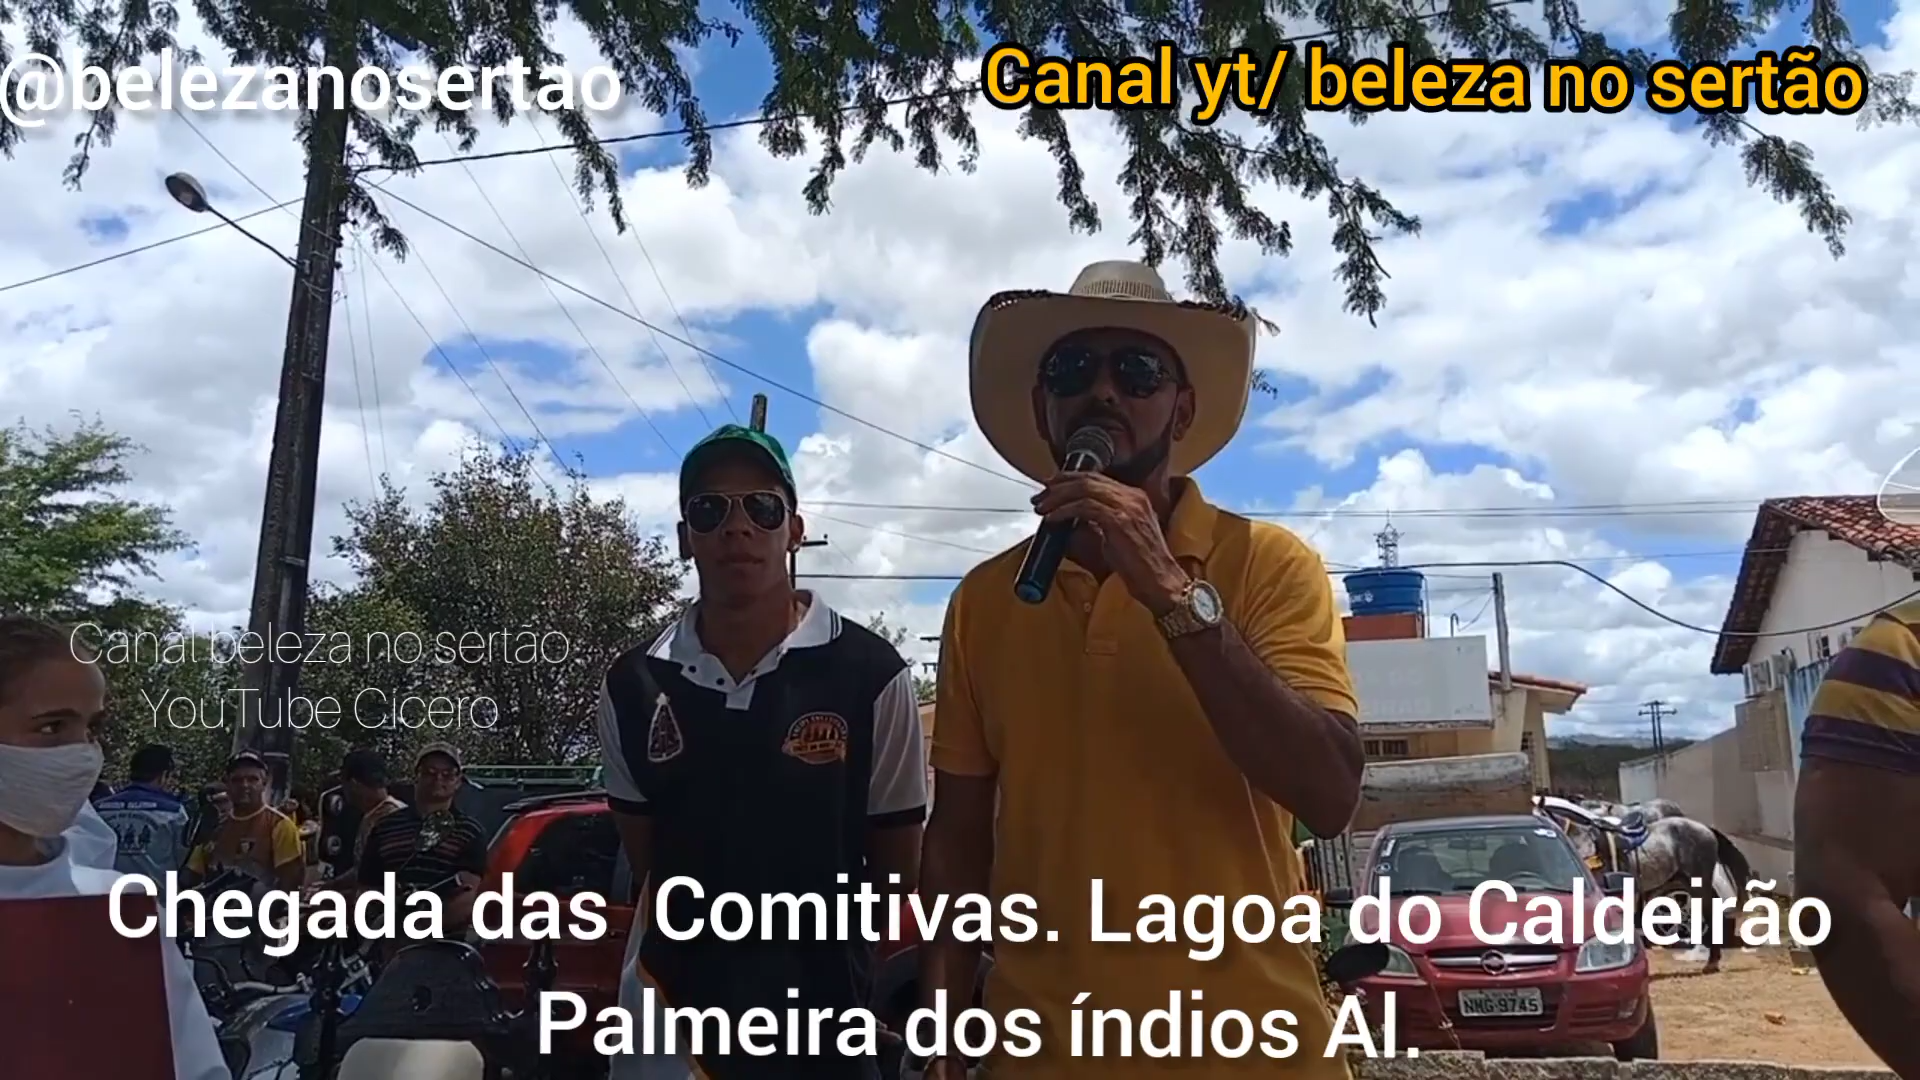 @belezanosertao
Canal yt/ beleza no sertão
Canal beleza no sertão
YouTube Cicero
Chegada das Comitivas. Lagoa do Caldeirão
Palmeira dos índios Al.
NMG-9745